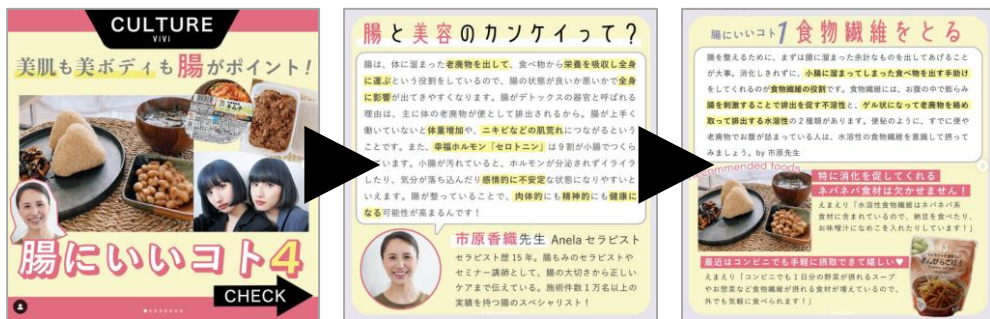 CULTURE
ViVi
美肌も美ボディも腸がポイント!
腸にいいコト4
CHECK
腸と美容のカンケイって?
腸は、体に溜まった老廃物を出して、食べ物から栄養を吸収し全身
に運ぶという役割をしているので、腸の状態が良いか悪いかで全身
に影響が出てきやすくなります。腸がデトックスの器官と呼ばれる
理由は、主に体の老廃物が便として排出されるから。腸が上手く
働いていないと体重増加や、ニキビなどの肌荒れにつながるという
ことです。また、幸福ホルモン「セロトニン」は9割が小腸でつくら
ています。小腸が汚れていると、ホルモンが分泌されずイライラ
したり、気分が落ち込んだり感情的に不安定な状態になりやすいと
いえます。腸が整っていることで、肉体的にも精神的にも健康に
なる可能性が高まるんです!
市原香織先生 Anela セラピスト
セラピスト歴15年。腸もみのセラピストや
セミナー講師として、腸の大切さから正しい
ケアまで伝えている。施術件数1万名以上の
実績を持つ腸のスペシャリスト!
腸にいいコト1食物繊維をとる
腸を整えるために、まずは腸に溜まった余計なものを出してあげること
が大事。消化しきれずに、小腸に溜まってしまった食べ物を出す手助け
をしてくれるのが食物繊維の役割です。食物繊維には、お腹の中で膨らみ
腸を刺激することで排出を促す不溶性と、ゲル状になって老廃物を絡め
取って排出する水溶性の2種類があります。便秘のように、すでに便や
老廃物でお腹が詰まっている人は、水溶性の食物繊維を意識して摂って
みましょう。by 市原先生
ecommended foods
特に消化を促してくれる
ネバネバ食材は欠かせません!
えまえり「水溶性食物繊維はネバネバ系
食材に含まれているので、納豆を食べたり、
お味噌汁になめこを入れたりしています!」
最近はコンビニでも手軽に摂取できて嬉しい♥
えまえり「コンビニでも1日分の野菜が摂れるスープ
やお惣菜など食物繊維が摂れる食材が増えているので、
外でも気軽に食べられます!」
きんぴらごぼう